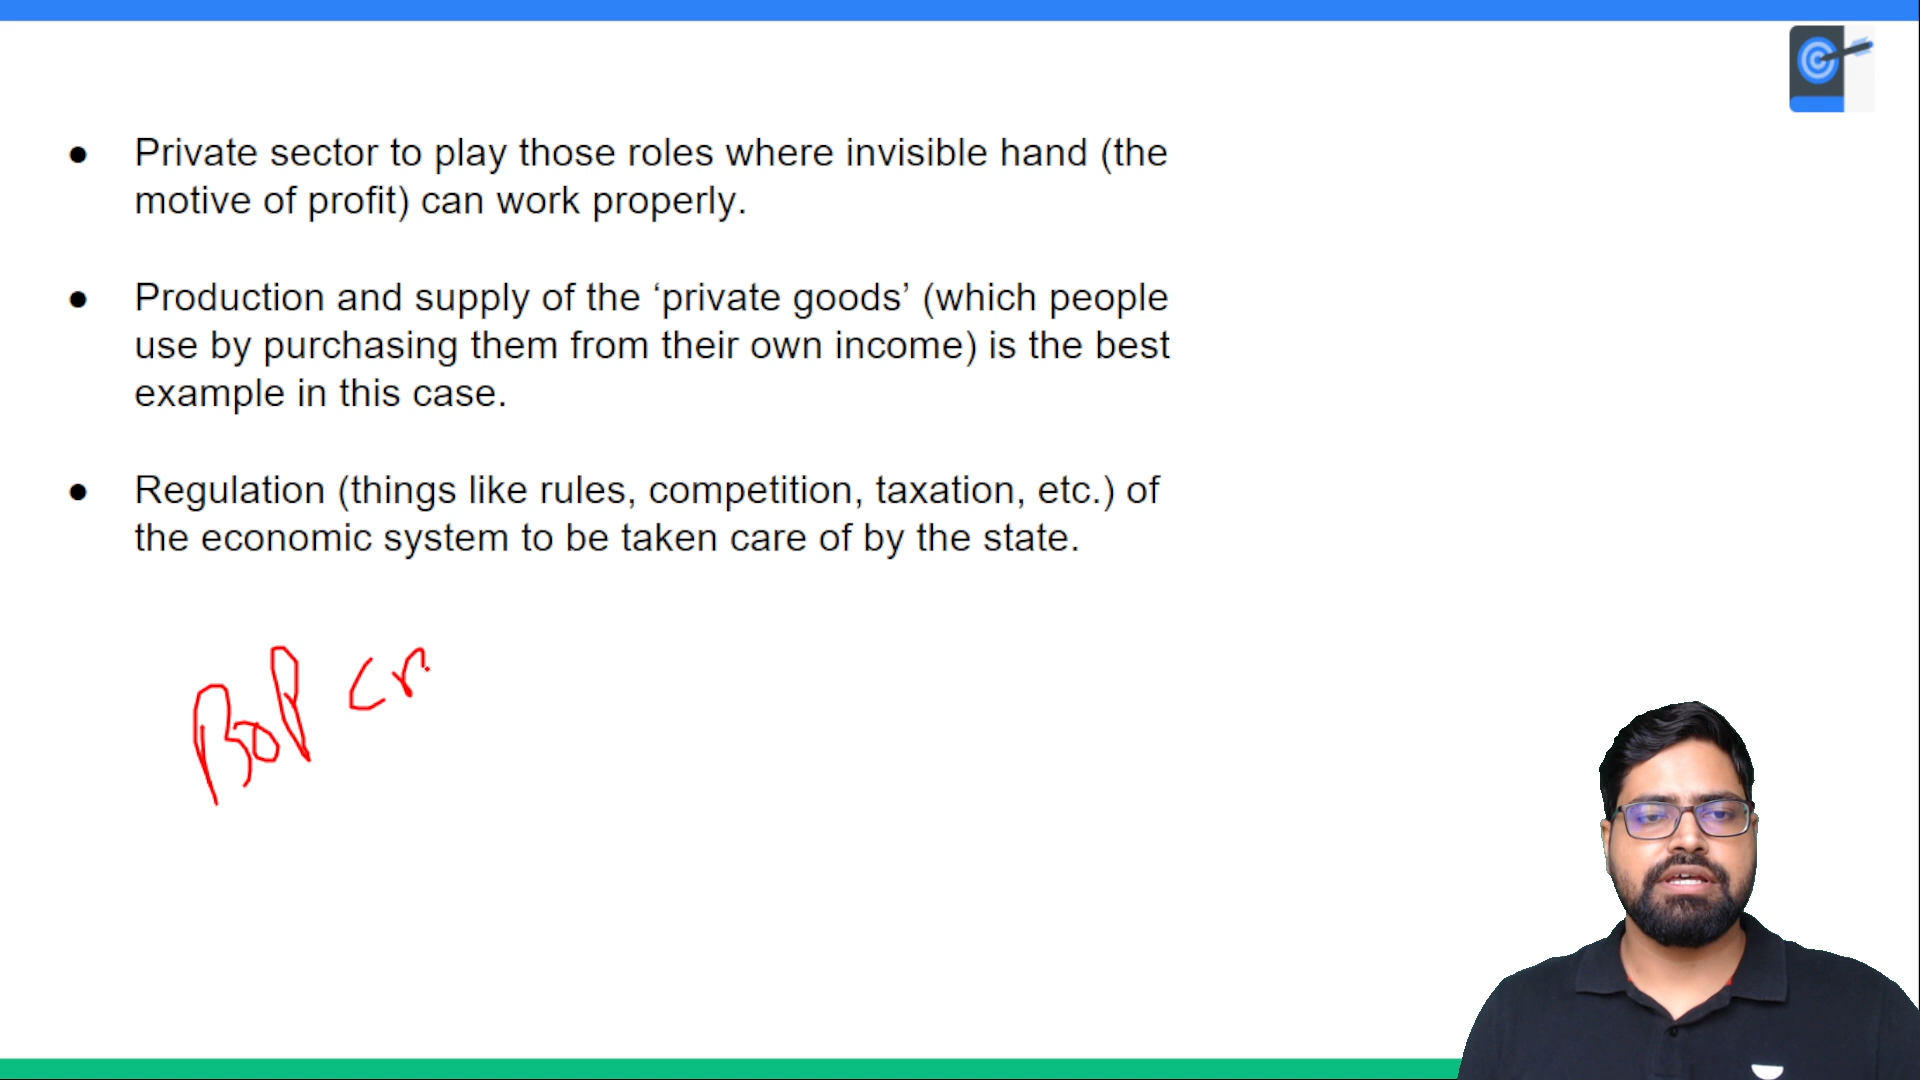 ● Private sector to play those roles where invisible hand (the
motive of profit) can work properly.
● Production and supply of the ‘private goods’ (which people
use by purchasing them from their own income) is the best
example in this case.
● Regulation (things like rules, competition, taxation, etc.) of
the economic system to be taken care of by the state.
BoP cr